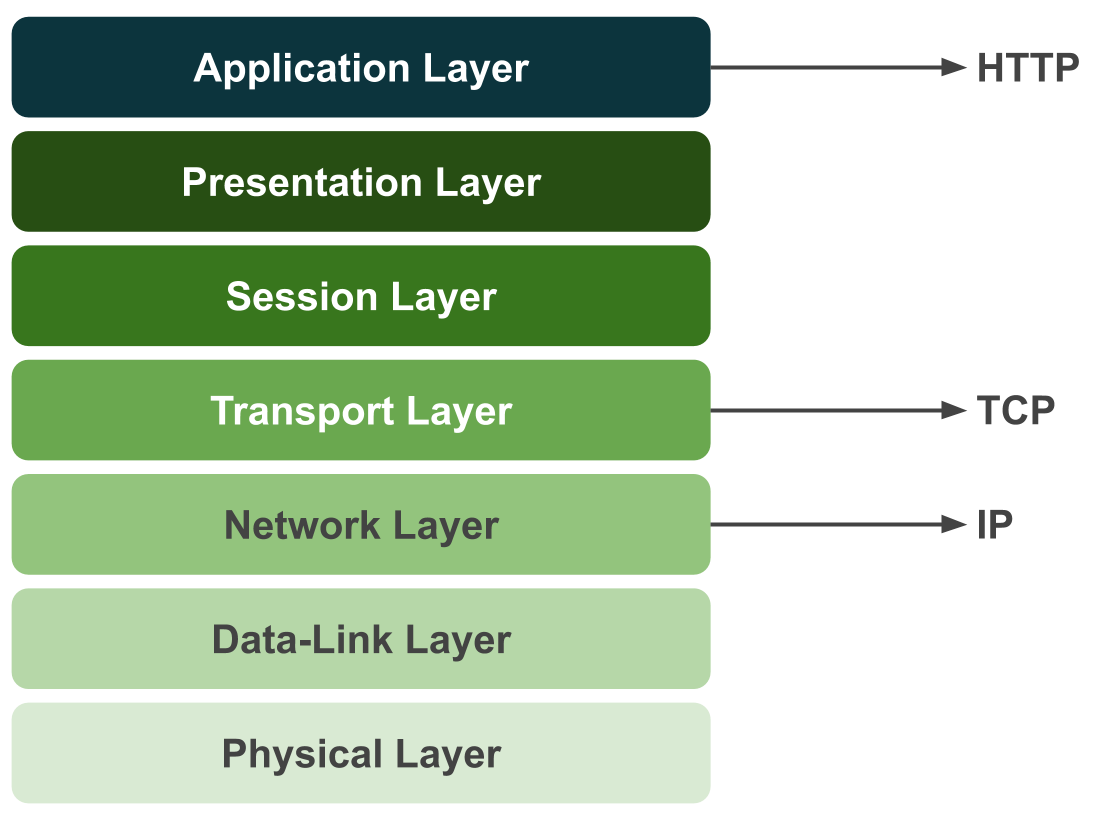 Application Layer
HTTP
Presentation Layer
Session Layer
Transport Layer
TCP
Network Layer
IP
Data-Link Layer
Physical Layer